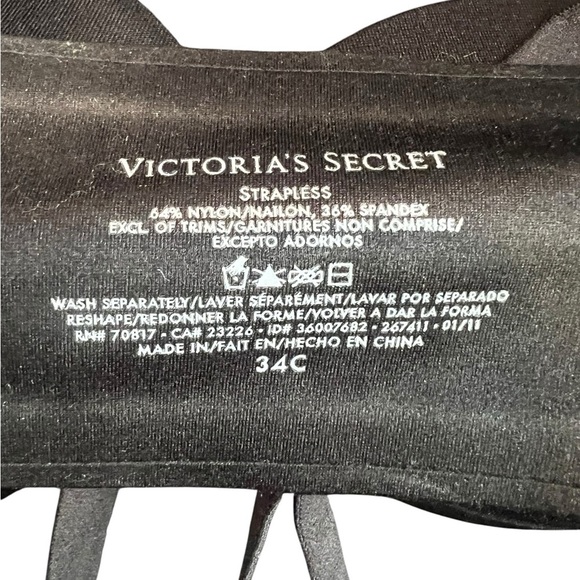 VICTORIA'S SECRET
STRAPLESS
64% NYLON/NAILON, 36% SPANDEX
EXCL. OF TRIMS/GARNITURES NON COMPRISE/
EXCEPTO ADORNOS
WASH SEPARATELY/LAVER SÉPARÉMENT/LAVAR POR SEPARADO
RESHAPE/REDONNER LA FORME/VOLVER A DAR LA FORMA
RN# 70817 - CA# 23226 - ID# 36007682 - 267411 - 01/11
MADE IN/FAIT EN/HECHO EN CHINA
34C